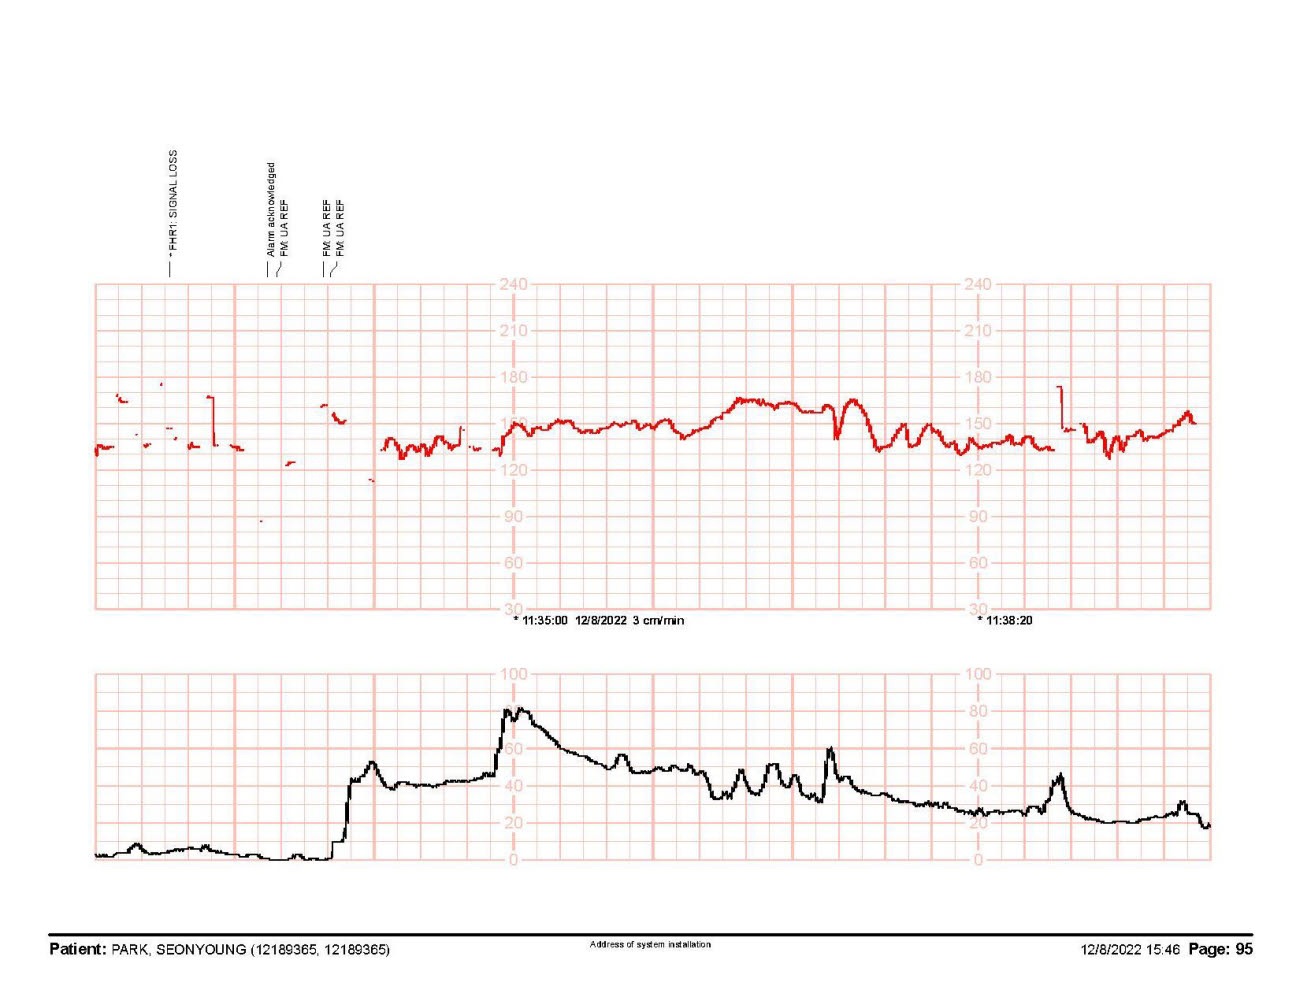 * FHR1: SIGNAL LOSS
Alarm acknowledged
FM: UA REF
FM: UA REF
FM: UA REF
240 240
210 210
180 180
150 150
120 120
90 90
60 60
30 30
* 11:35:00 12/8/2022 3 cm/min * 11:38:20
100 100
80 80
60 60
40 40
20 20
0 0
Patient: PARK, SEONYOUNG (12189365, 12189365) Address of system installation 12/8/2022 15:46 Page: 95